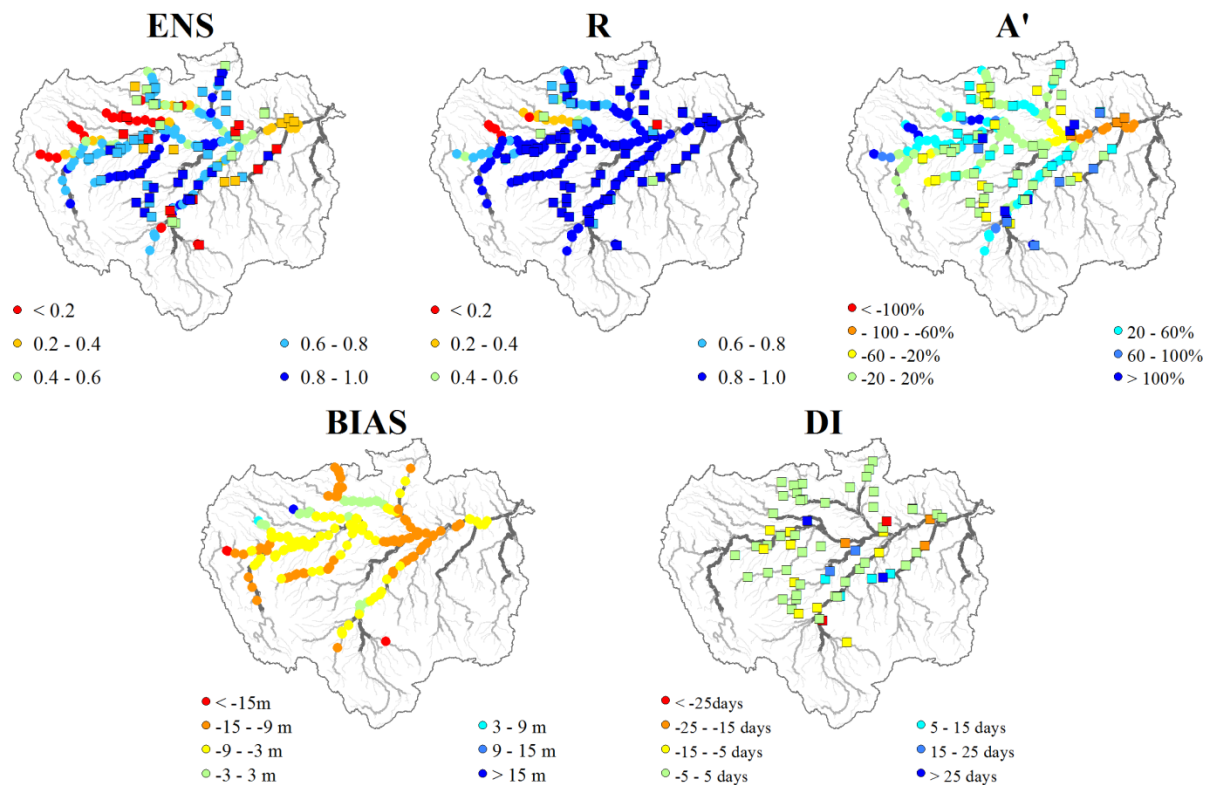 ENS
R
A'
< 0.2
0.2 - 0.4
0.4 - 0.6
0.6 - 0.8
0.8 - 1.0
< 0.2
0.2 - 0.4
0.4 - 0.6
0.6 - 0.8
0.8 - 1.0
< -100%
- 100 - -60%
-60 - -20%
-20 - 20%
20 - 60%
60 - 100%
> 100%
BIAS
DI
< -15m
-15 - -9 m
-9 - -3 m
-3 - 3 m
3 - 9 m
9 - 15 m
> 15 m
< -25days
-25 - -15 days
-15 - -5 days
-5 - 5 days
5 - 15 days
15 - 25 days
> 25 days